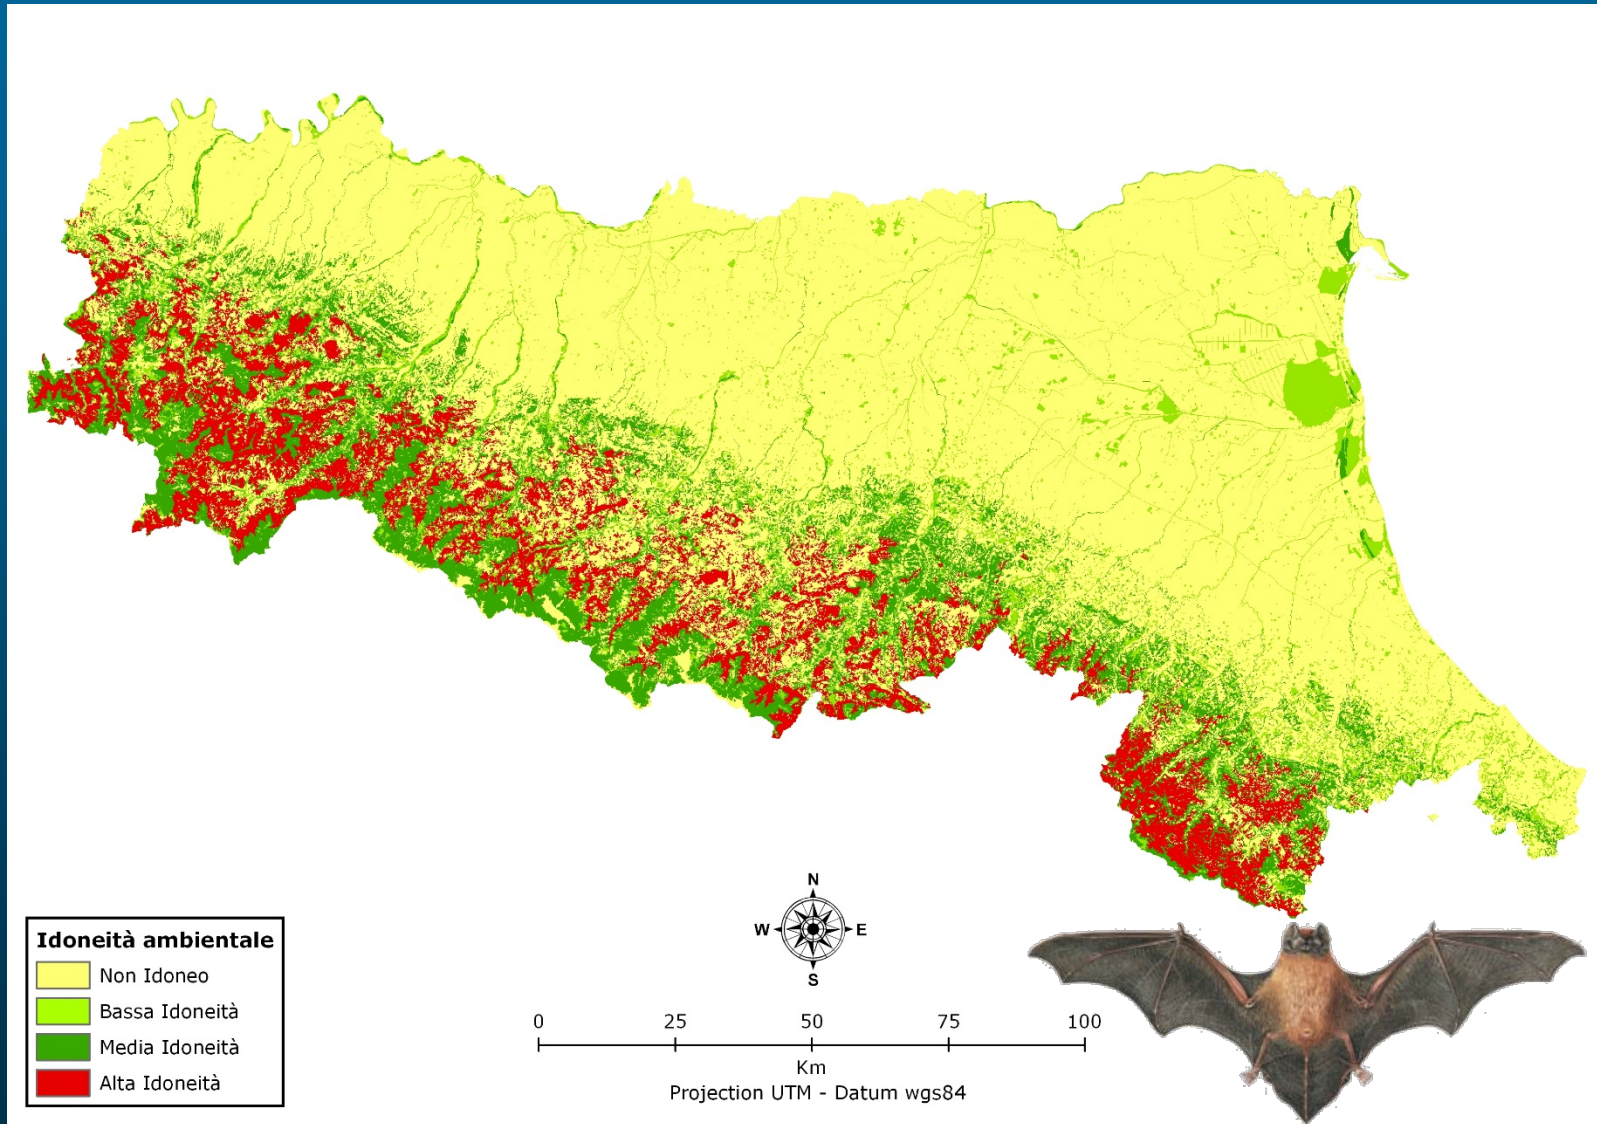 N
W E
S
Idoneità ambientale
Non Idoneo
Bassa Idoneità
Media Idoneità
Alta Idoneità
0 25 50 75 100
Km
Projection UTM - Datum wgs84